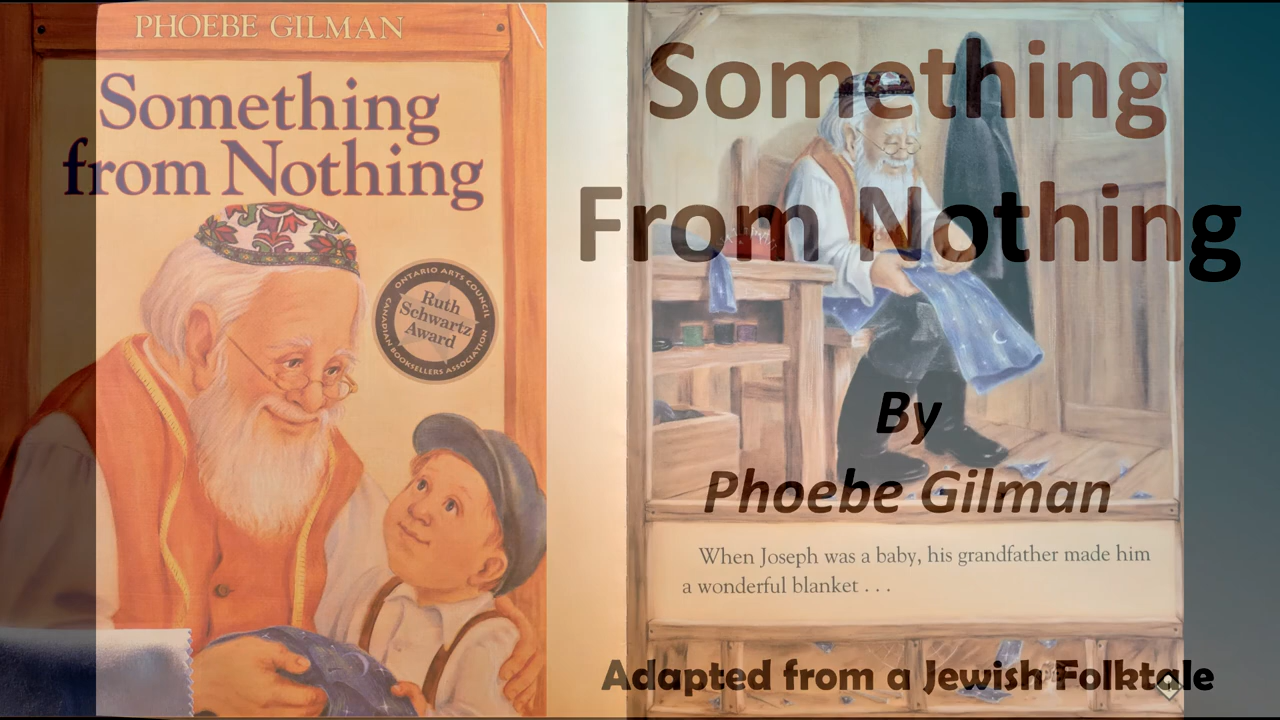 PHOEBE GILMAN
Something
from Nothing
ONTARIO ARTS COUNCIL
Ruth
Schwartz
Award
CANADIAN BOOKSELLERS ASSOCIATION
Something
From Nothing
By
Phoebe Gilman
When Joseph was a baby, his grandfather made him
a wonderful blanket . . .
Adapted from a Jewish Folktale